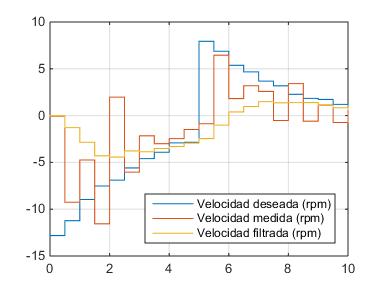 10
5
0
-5
-10
-15
Velocidad deseada (rpm)
Velocidad medida (rpm)
Velocidad filtrada (rpm)
0 2 4 6 8 10